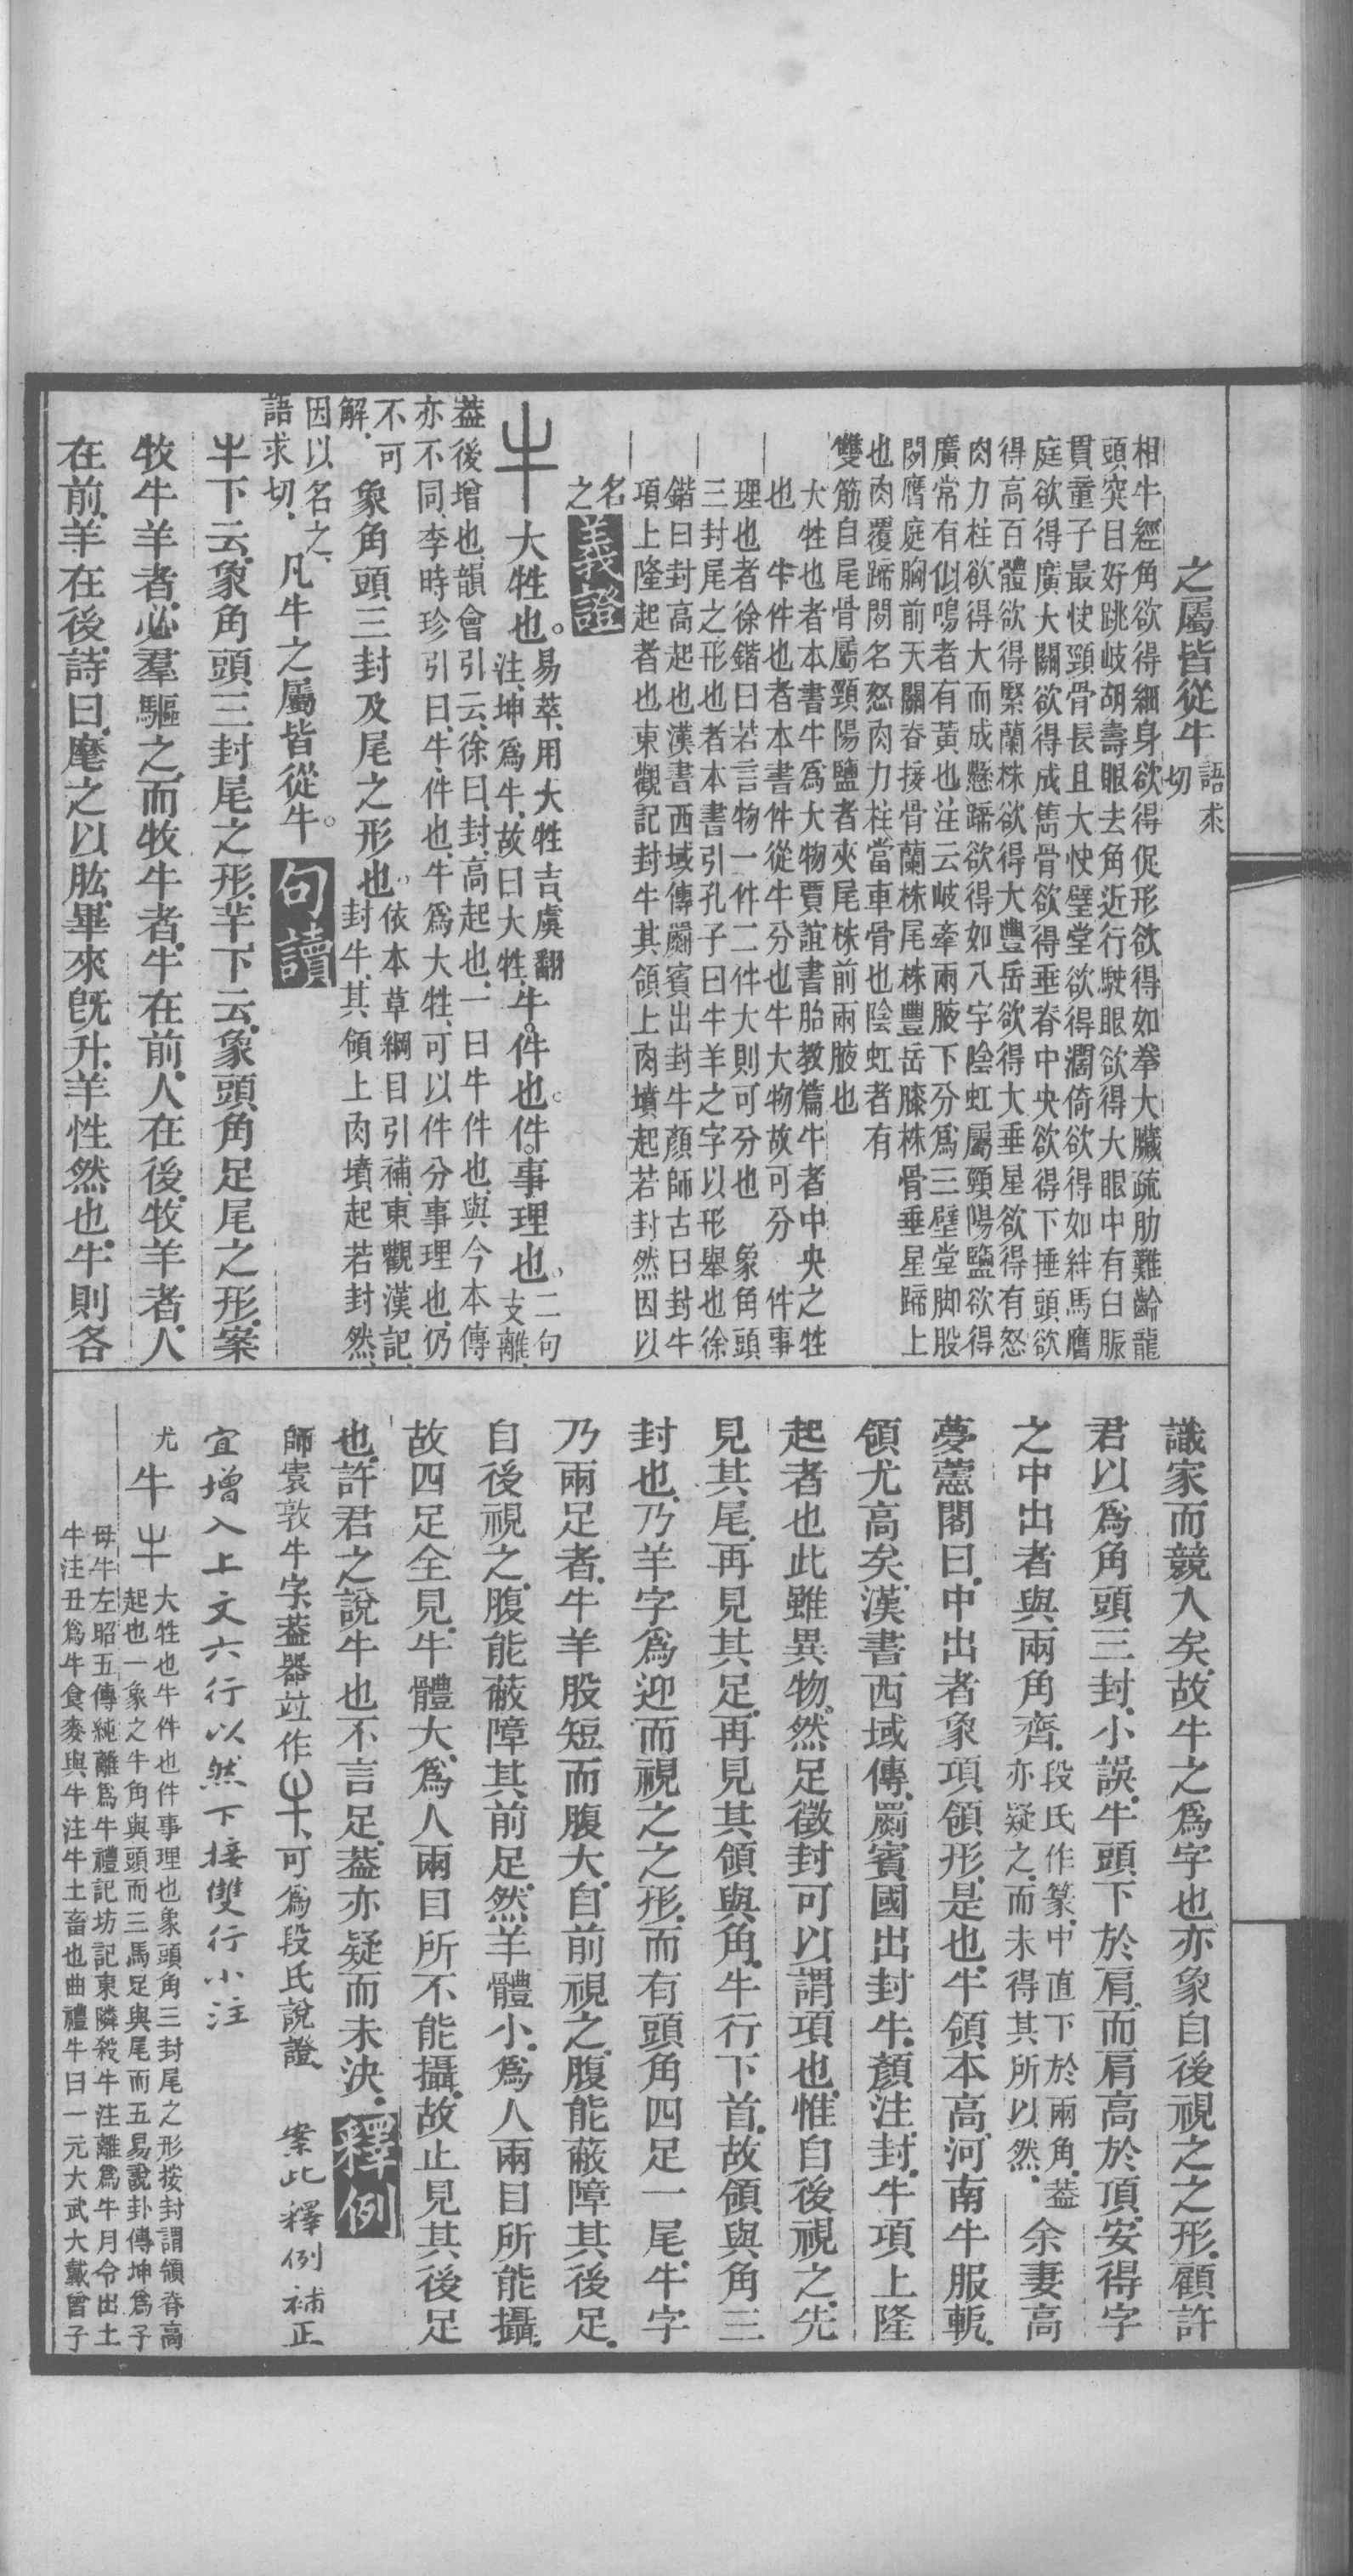 之屬皆從牛語求切
相牛經角欲得細身欲得促形欲得如拳大臟疏肋難齝龍
頭突目好跳岐胡壽眼去角近行駛眼欲得大眼中有白脈
貫童子最快頸骨長且大快壁堂欲得濶倚欲得如絆馬膺
庭欲得廣大關欲得成儁骨欲得垂脊中央欲得下捶頭欲
得高百體欲得緊蘭株欲得大豐岳欲得大垂星欲得有怒
肉力柱欲得大而成懸蹄欲得如八字陰虹屬頸陽鹽欲得
廣常有似鳴者有黃也注云岐牽兩腋下分爲三壁堂脚股
閒膺庭胸前天關脊接骨蘭株尾株豐岳膝株骨垂星蹄上
也肉覆蹄閒名怒肉力柱當車骨也陰虹者有
雙筋自尾骨屬頸陽鹽者夾尾株前兩腋也
大牲也者本書牛爲大物賈誼書胎教篇牛者中央之牲
也　牛件也者本書件從牛分也牛大物故可分　件事
理也者徐鍇曰若言物一件二件大則可分也　象角頭
三封尾之形也者本書引孔子曰牛羊之字以形舉也徐
鍇曰封高起也漢書西域傳罽賓出封牛顏師古曰封牛
項上隆起者也東觀記封牛其領上肉墳起若封然因以
名之義證
牛大牲也易萃用大牲吉虞翻注坤爲牛故曰大牲牛件也件事理也二句支離
葢後增也韻會引云徐曰封高起也一曰牛件也與今本傳
亦不同李時珍引曰牛件也牛爲大牲可以件分事理也仍
不可解象角頭三封及尾之形也依本草綱目引補東觀漢記封牛其領上肉墳起若封然
因以名之語求切凡牛之屬皆從牛句讀
牛下云象角頭三封尾之形羊下云象頭角足尾之形案
牧牛羊者必羣驅之而牧牛者牛在前人在後牧羊者人
在前羊在後詩曰麾之以肱畢來旣升羊性然也牛則各
識家而競入矣故牛之爲字也亦象自後視之之形顧許
君以爲角頭三封小誤牛頭下於肩而肩高於頂安得字
之中出者與兩角齊段氏作篆中直下於兩角葢亦疑之而未得其所以然余妻高
夢蕙閣曰中出者象項領形是也牛領本高河南牛服軛
領尤高矣漢書西域傳罽賓國出封牛顏注封牛項上隆
起者也此雖異物然足徵封可以謂項也惟自後視之先
見其尾再見其足再見其領與角牛行下首故領與角三
封也乃羊字爲迎而視之之形而有頭角四足一尾牛字
乃兩足者牛羊股短而腹大自前視之腹能蔽障其後足
自後視之腹能蔽障其前足然羊體小爲人兩目所能攝
故四足全見牛體大爲人兩目所不能攝故止見其後足
也許君之說牛也不言足葢亦疑而未決釋例
師㝨敦牛字葢器竝作牛可爲段氏說證　案此釋例補正
宜增入上文六行以然下接雙行小注
尤　牛　牛大牲也牛件也件事理也象頭角三封尾之形按封謂領脊高
起也一象之牛角與頭而三馬足與尾而五易說卦傳坤爲子
母牛左昭五傳純離爲牛禮記坊記東隣殺牛注離爲牛月令出土
牛注丑爲牛食麥與牛注牛土畜也曲禮牛曰一元大武大戴曾子